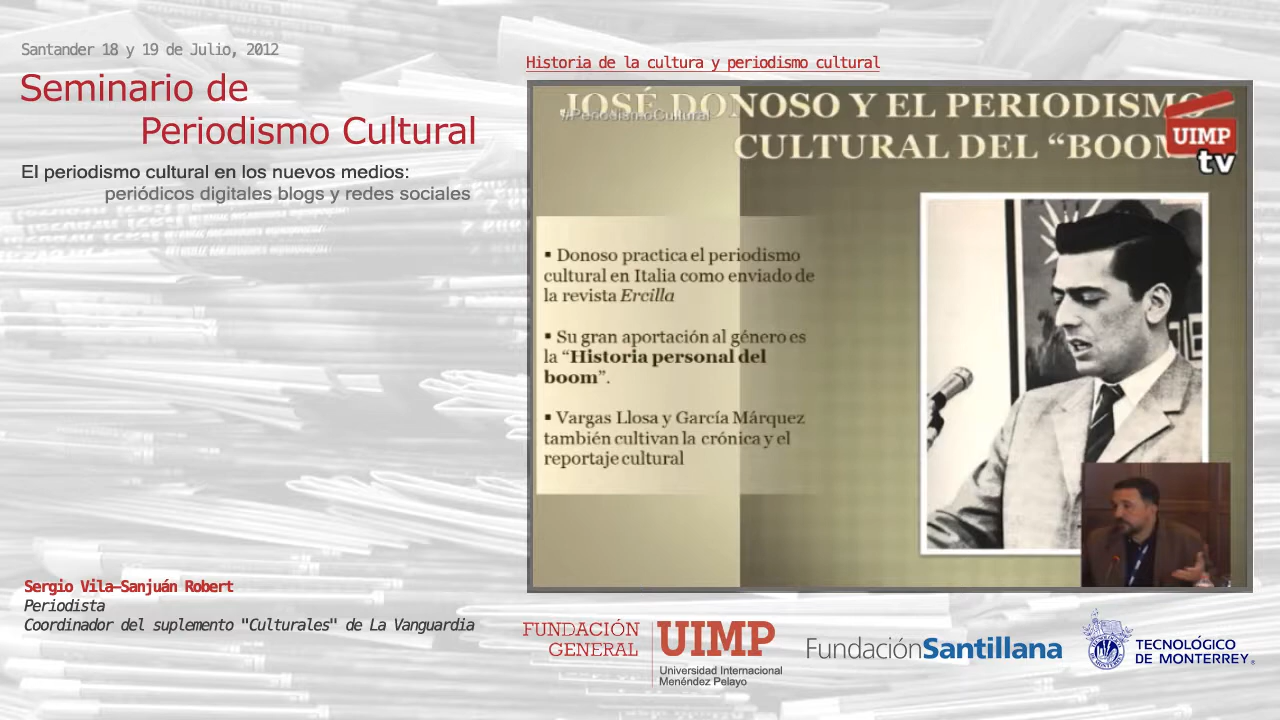 Santander 18 y 19 de Julio, 2012
Seminario de
Periodismo Cultural
El periodismo cultural en los nuevos medios:
periódicos digitales blogs y redes sociales
Historia de la cultura y periodismo cultural
JOSÉ DONOSO Y EL PERIODISMO
#PeriodismoCultural
CULTURAL DEL “BOOM
UIMP
tv
▪ Donoso practica el periodismo
cultural en Italia como enviado de
la revista Ercilla
▪ Su gran aportación al género es
la “Historia personal del
boom”.
▪ Vargas Llosa y García Márquez
también cultivan la crónica y el
reportaje cultural
Sergio Vila-Sanjuán Robert
Periodista
Coordinador del suplemento "Culturales" de La Vanguardia
FUNDACIÓN
GENERAL
UIMP
Universidad Internacional
Menéndez Pelayo
FundaciónSantillana
TECNOLÓGICO
DE MONTERREY®